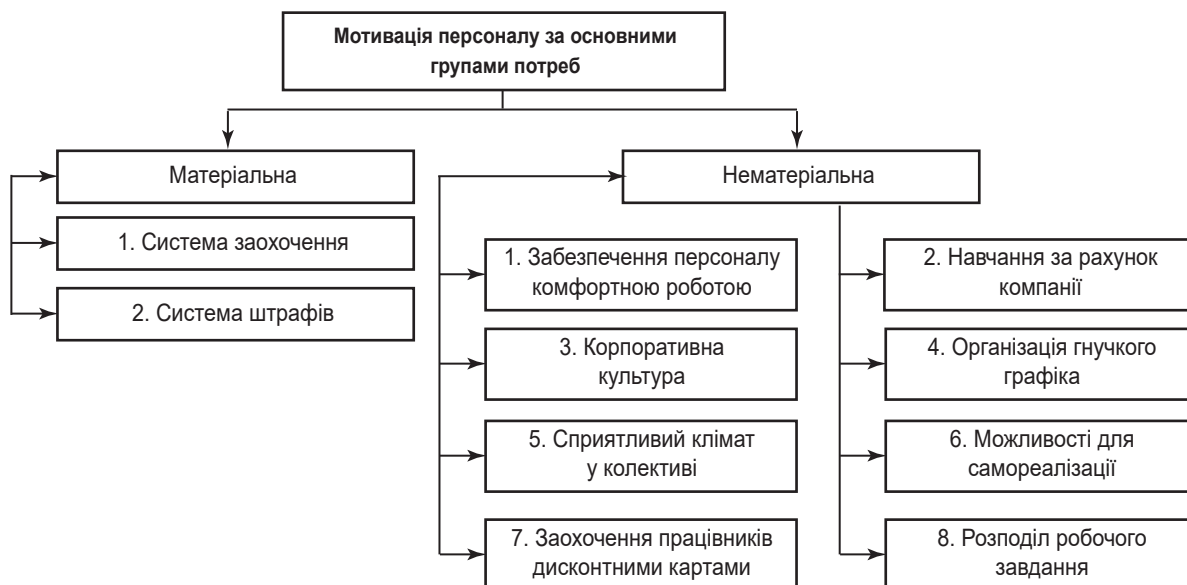 Мотивація персоналу за основними
групами потреб
Матеріальна
Нематеріальна
1. Система заохочення
2. Система штрафів
1. Забезпечення персоналу
комфортною роботою
2. Навчання за рахунок
компанії
3. Корпоративна
культура
4. Організація гнучкого
графіка
5. Сприятливий клімат
у колективі
6. Можливості для
самореалізації
7. Заохочення працівників
дисконтними картами
8. Розподіл робочого
завдання